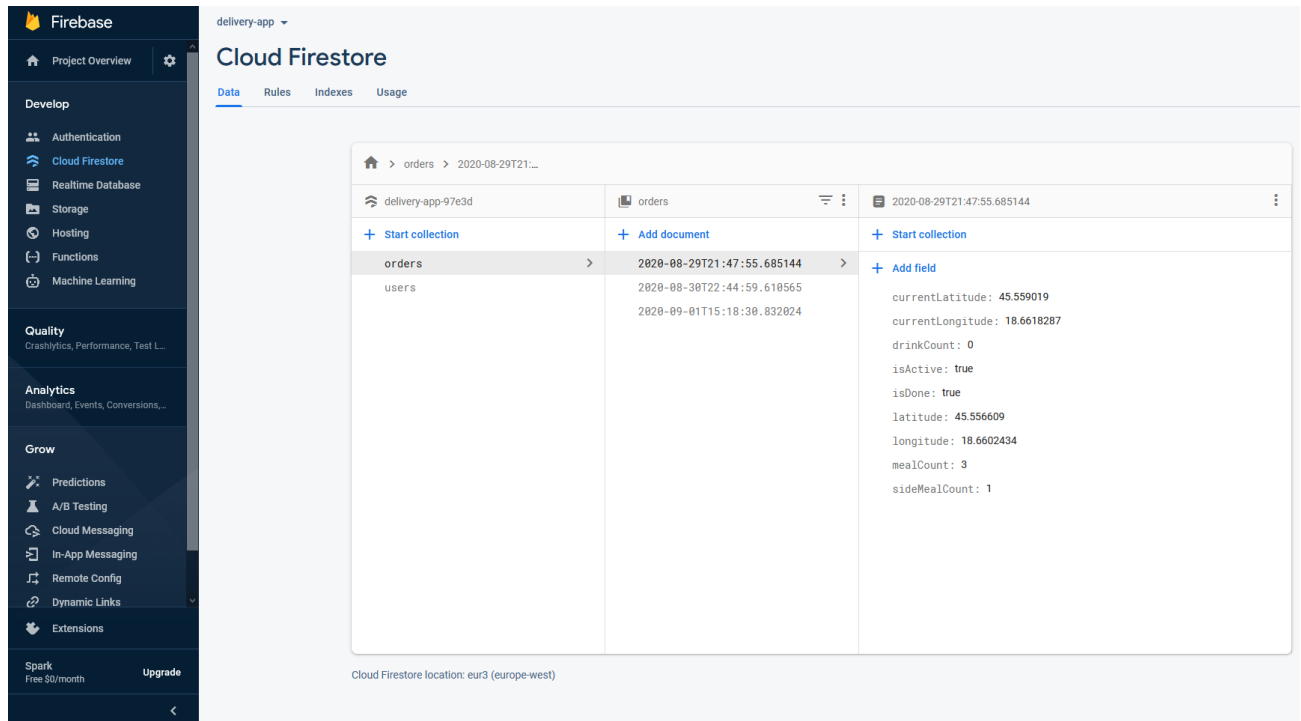 Firebase
Project Overview
Develop
Authentication
Cloud Firestore
Realtime Database
Storage
Hosting
Functions
Machine Learning
Quality
Crashlytics, Performance, Test L...
Analytics
Dashboard, Events, Conversions,...
Grow
Predictions
A/B Testing
Cloud Messaging
In-App Messaging
Remote Config
Dynamic Links
Extensions
Spark
Free $0/month
Upgrade
delivery-app
Cloud Firestore
Data Rules Indexes Usage
orders > 2020-08-29T21:...
delivery-app-97e3d
Start collection
orders
users
orders
Add document
2020-08-29T21:47:55.685144
2020-08-30T22:44:59.610565
2020-09-01T15:18:30.832024
2020-08-29T21:47:55.685144
Start collection
Add field
currentLatitude: 45.559019
currentLongitude: 18.6618287
drinkCount: 0
isActive: true
isDone: true
latitude: 45.556609
longitude: 18.6602434
mealCount: 3
sideMealCount: 1
Cloud Firestore location: eur3 (europe-west)